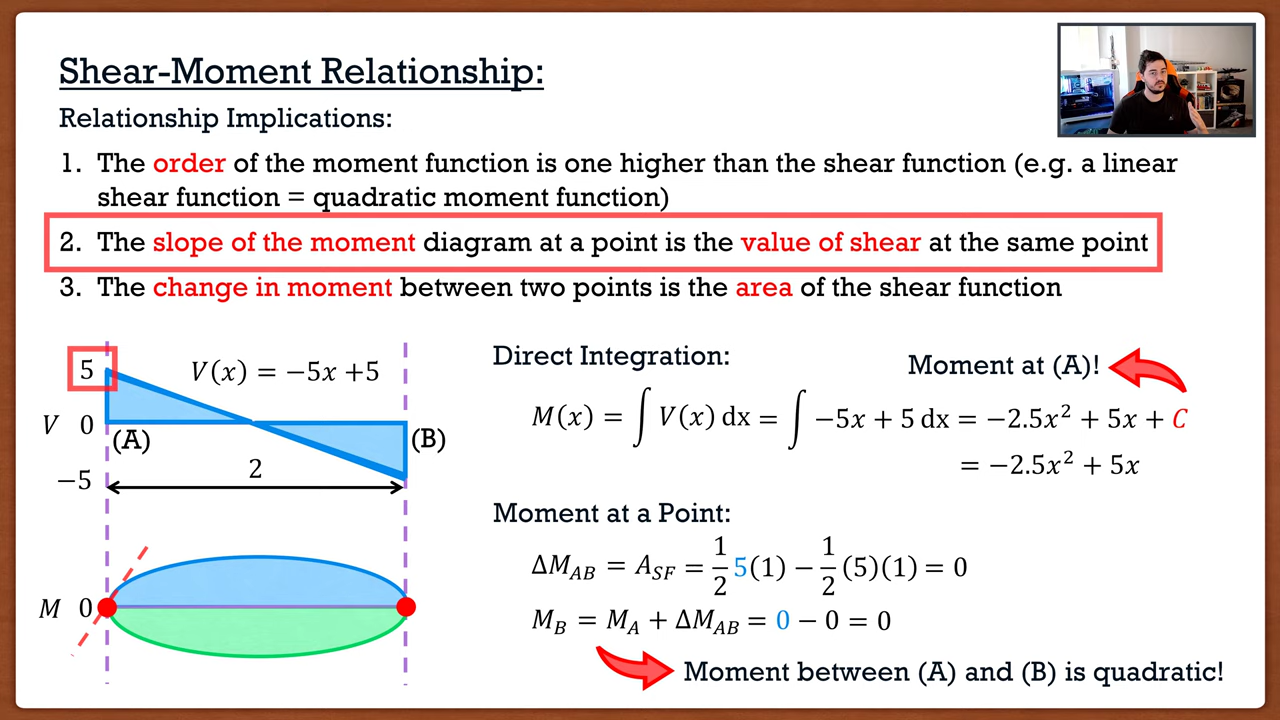 Shear-Moment Relationship:
Relationship Implications:
1. The order of the moment function is one higher than the shear function (e.g. a linear
shear function = quadratic moment function)
2. The slope of the moment diagram at a point is the value of shear at the same point
3. The change in moment between two points is the area of the shear function
5
V(x) = −5x +5
V 0
(A)
(B)
−5
2
M 0
Direct Integration:
Moment at (A)!
M(x) = ∫ V(x) dx = ∫ −5x + 5 dx = −2.5x² + 5x + C
= −2.5x² + 5x
Moment at a Point:
ΔM_AB = A_SF = 1/2 5(1) − 1/2 (5)(1) = 0
M_B = M_A + ΔM_AB = 0 − 0 = 0
Moment between (A) and (B) is quadratic!